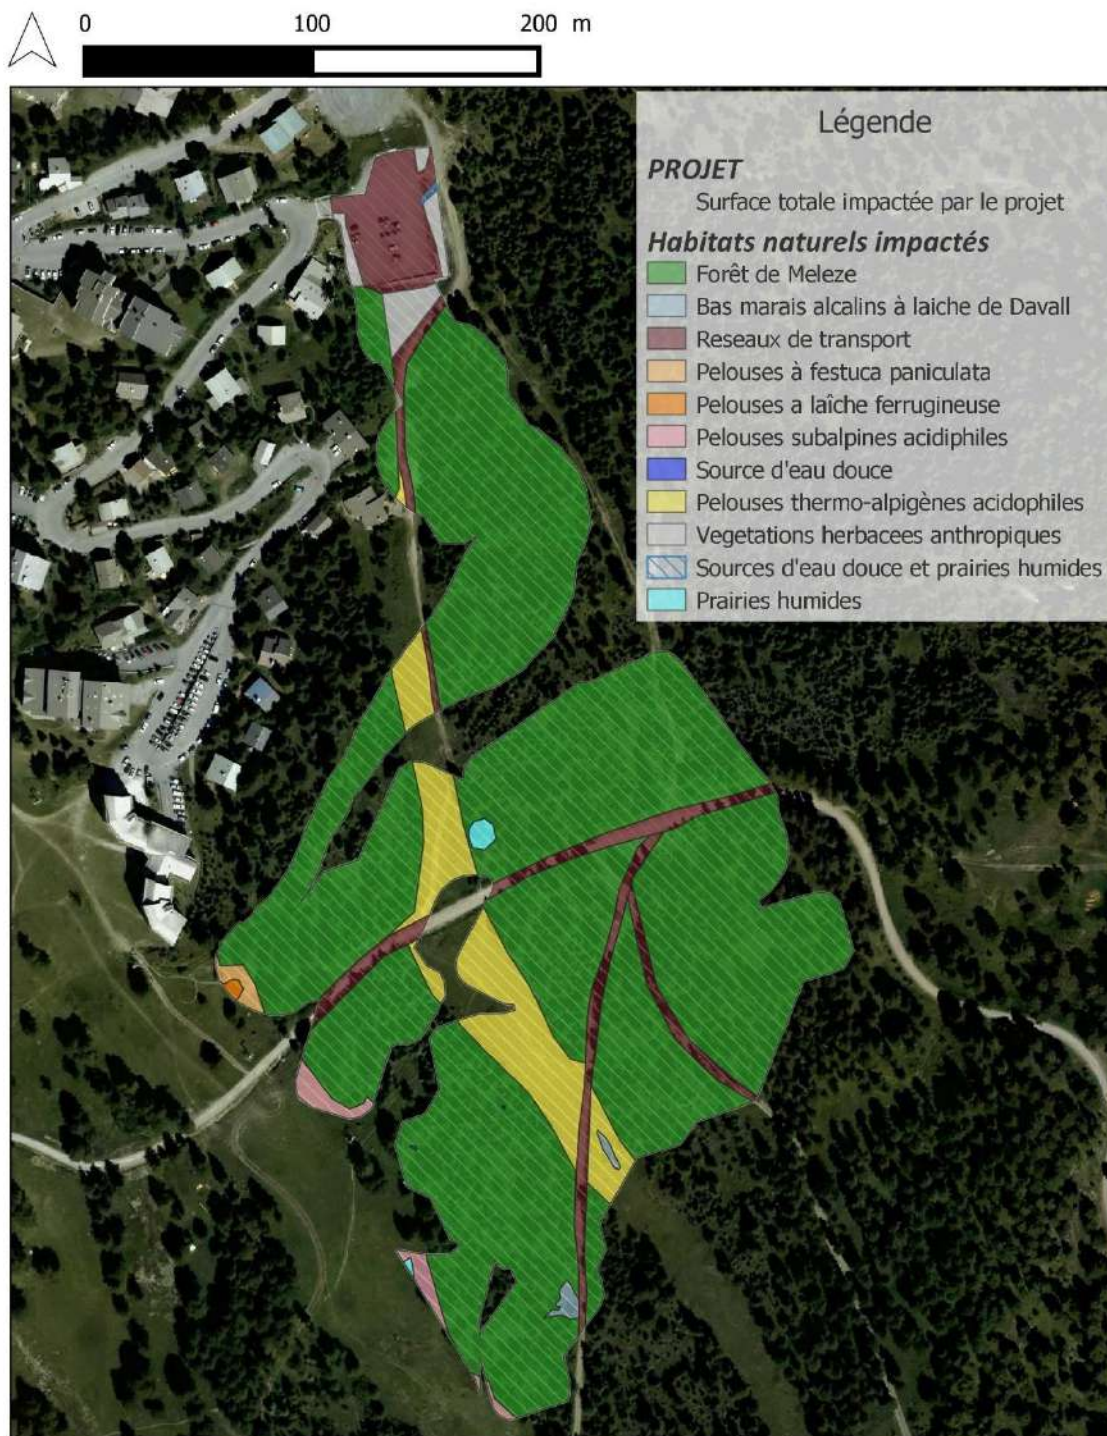 0 100 200 m
Légende
PROJET
Surface totale impactée par le projet
Habitats naturels impactés
Forêt de Meleze
Bas marais alcalins à laiche de Davall
Reseaux de transport
Pelouses à festuca paniculata
Pelouses a laîche ferrugineuse
Pelouses subalpines acidiphiles
Source d'eau douce
Pelouses thermo-alpigènes acidophiles
Vegetations herbacees anthropiques
Sources d'eau douce et prairies humides
Prairies humides